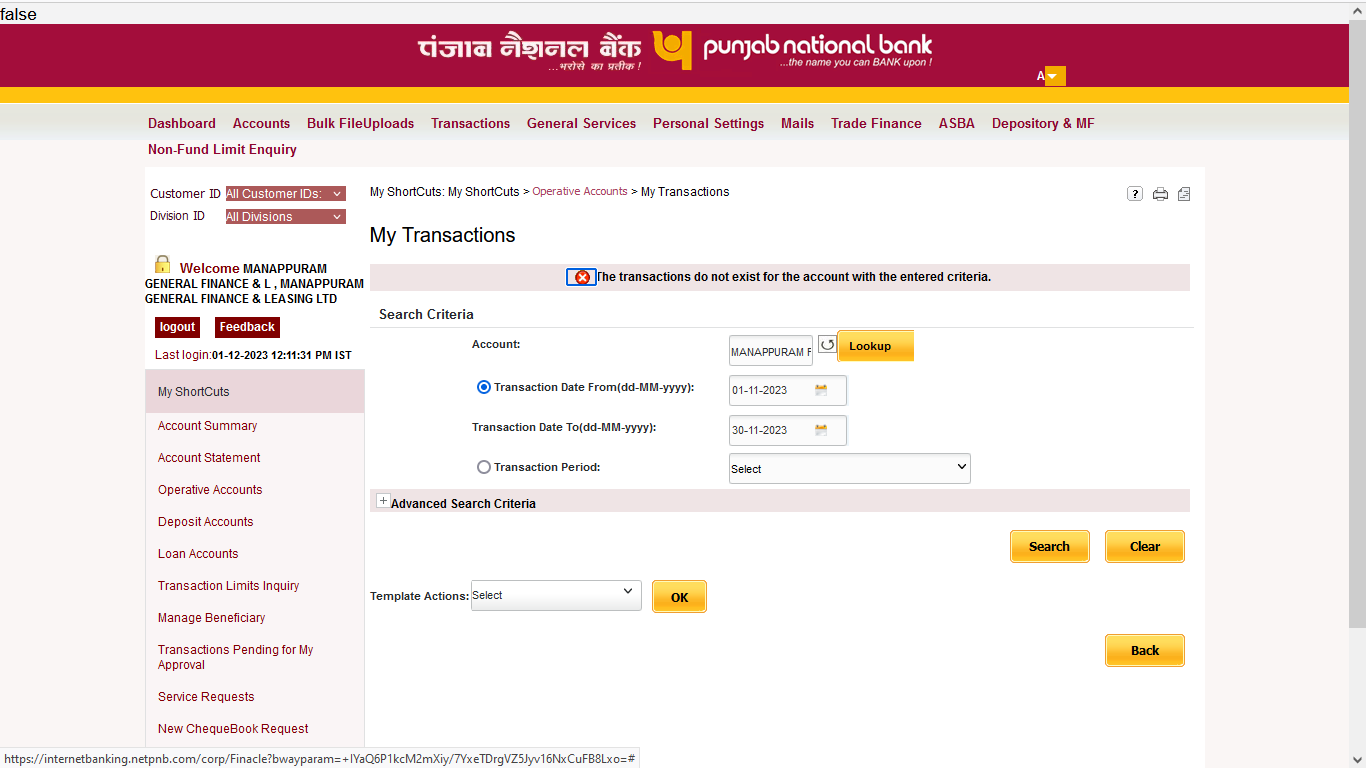 false
पंजाब नैशनल बैंक punjab national bank
...भरोसे का प्रतीक ! ...the name you can BANK upon !
A
Dashboard Accounts Bulk FileUploads Transactions General Services Personal Settings Mails Trade Finance ASBA Depository & MF
Non-Fund Limit Enquiry
Customer ID All Customer IDs:
Division ID All Divisions
My ShortCuts: My ShortCuts > Operative Accounts > My Transactions
?
My Transactions
Welcome MANAPPURAM
GENERAL FINANCE & L , MANAPPURAM
GENERAL FINANCE & LEASING LTD
logout Feedback
Last login:01-12-2023 12:11:31 PM IST
The transactions do not exist for the account with the entered criteria.
Search Criteria
Account: MANAPPURAM F Lookup
Transaction Date From(dd-MM-yyyy): 01-11-2023
Transaction Date To(dd-MM-yyyy): 30-11-2023
Transaction Period: Select
Advanced Search Criteria
Search Clear
Template Actions: Select OK
Back
My ShortCuts
Account Summary
Account Statement
Operative Accounts
Deposit Accounts
Loan Accounts
Transaction Limits Inquiry
Manage Beneficiary
Transactions Pending for My
Approval
Service Requests
New ChequeBook Request
https://internetbanking.netpnb.com/corp/Finacle?bwayparam=+IYaQ6P1kcM2mXiy/7YxeTDrgVZ5Jyv16NxCuFB8Lxo=#